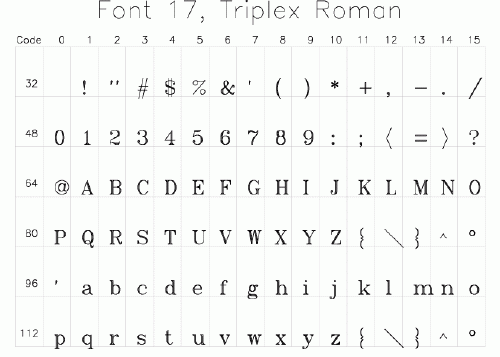 Font 17, Triplex Roman
Code 0 1 2 3 4 5 6 7 8 9 10 11 12 13 14 15
32 ! " # $ % & ' ( ) * + , - . /
48 0 1 2 3 4 5 6 7 8 9 : ; ⟨ = ⟩ ?
64 @ A B C D E F G H I J K L M N O
80 P Q R S T U V W X Y Z { \ } ^ °
96 ' a b c d e f g h i j k l m n o
112 p q r s t u v w x y z { \ } ^ °